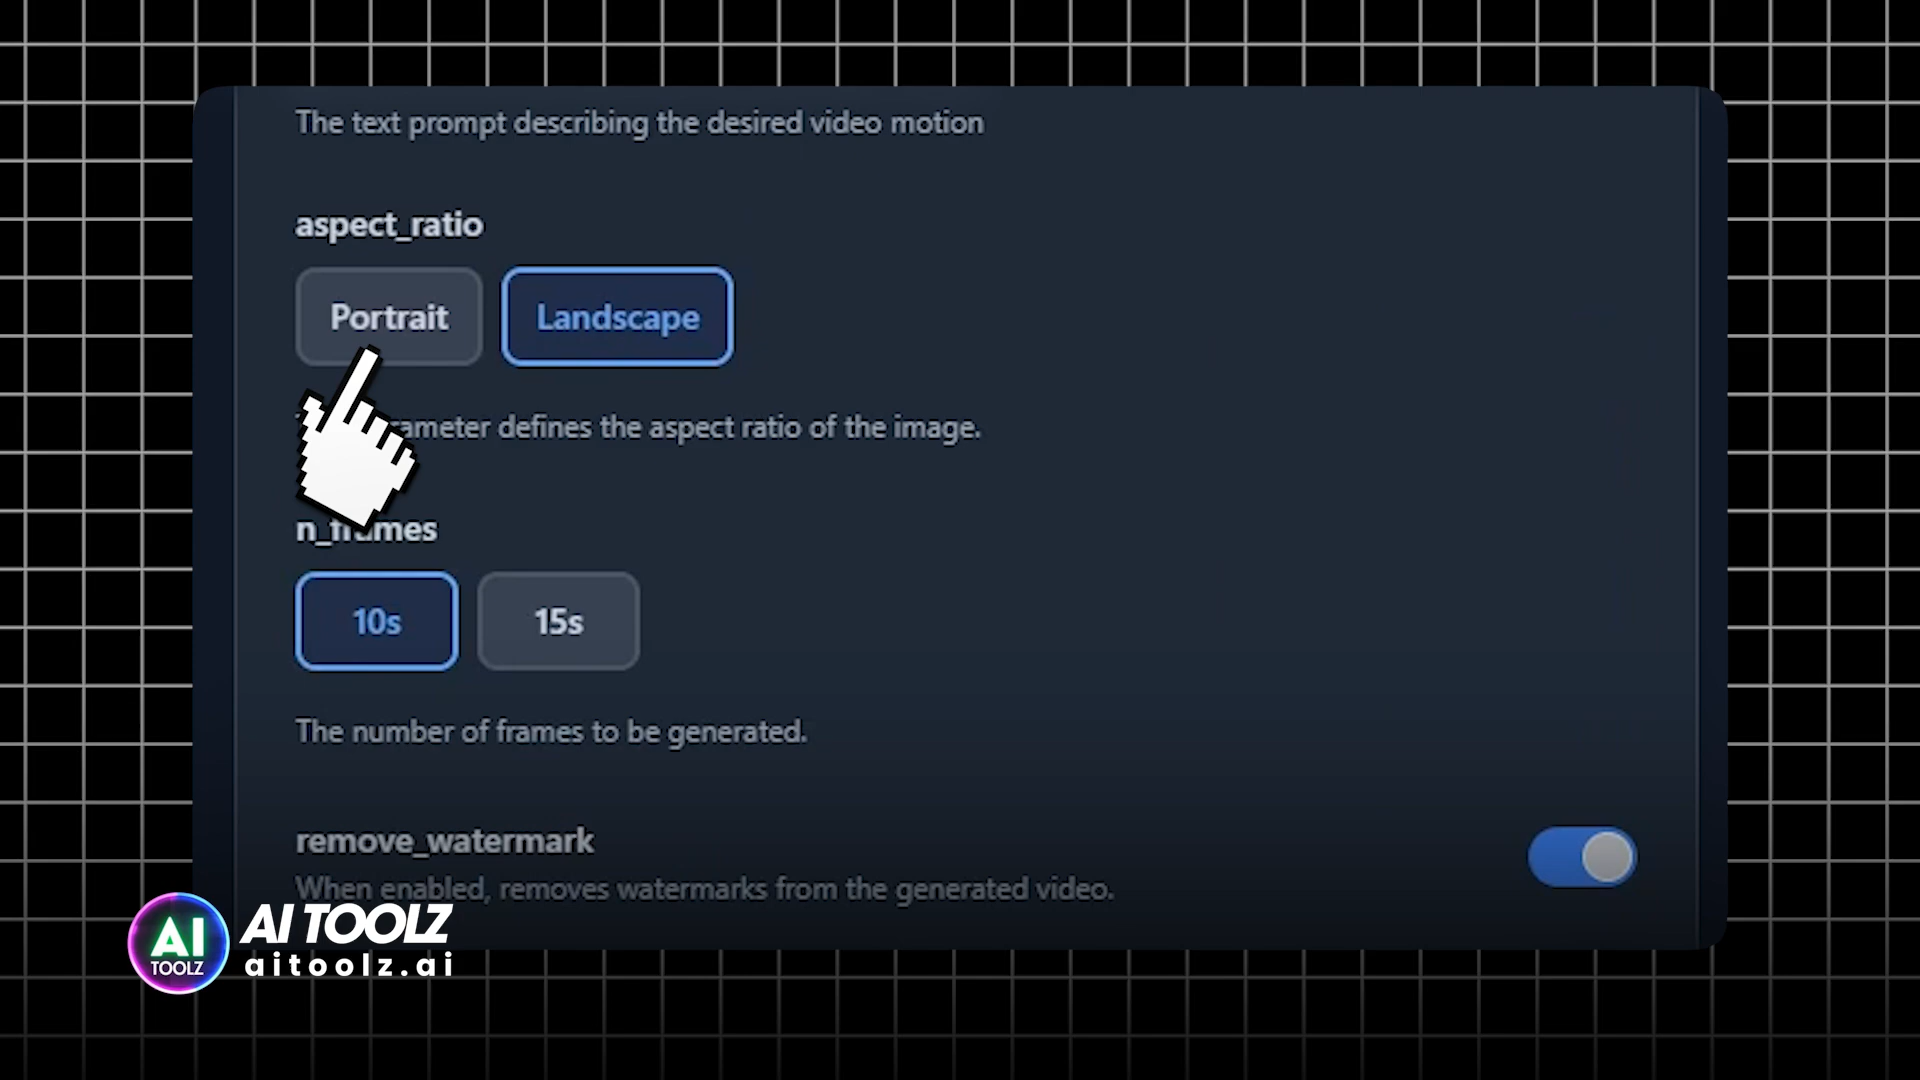 The text prompt describing the desired video motion
aspect_ratio
Portrait Landscape
ameter defines the aspect ratio of the image.
n_frames
10s 15s
The number of frames to be generated.
remove_watermark
When enabled, removes watermarks from the generated video.
AI TOOLZ
AI TOOLZ
aitoolz.ai